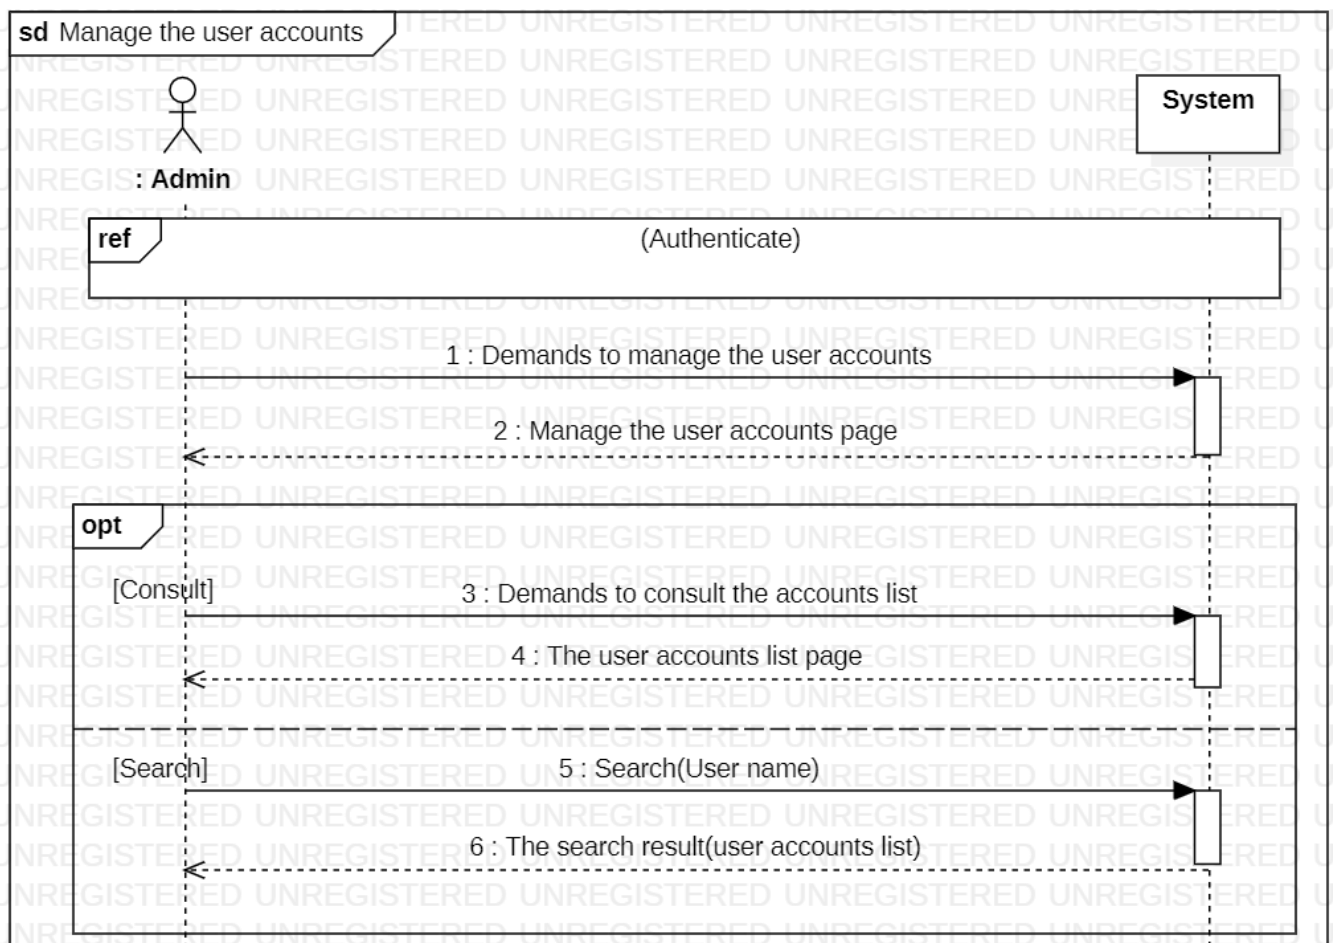 sd Manage the user accounts
System
: Admin
ref
(Authenticate)
1 : Demands to manage the user accounts
2 : Manage the user accounts page
opt
[Consult]
3 : Demands to consult the accounts list
4 : The user accounts list page
[Search]
5 : Search(User name)
6 : The search result(user accounts list)
UNREGISTERED